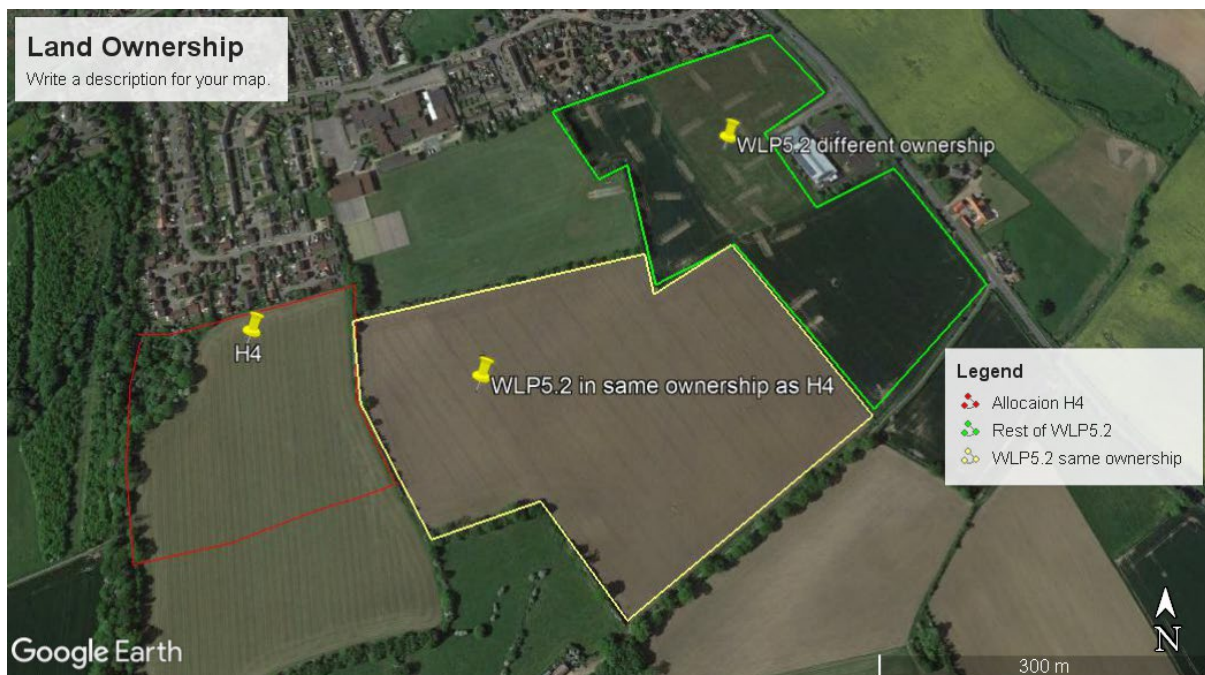 Land Ownership
Write a description for your map.
WLP5.2 different ownership
H4
WLP5.2 in same ownership as H4
Legend
Allocaion H4
Rest of WLP5.2
WLP5.2 same ownership
Google Earth
N
300 m